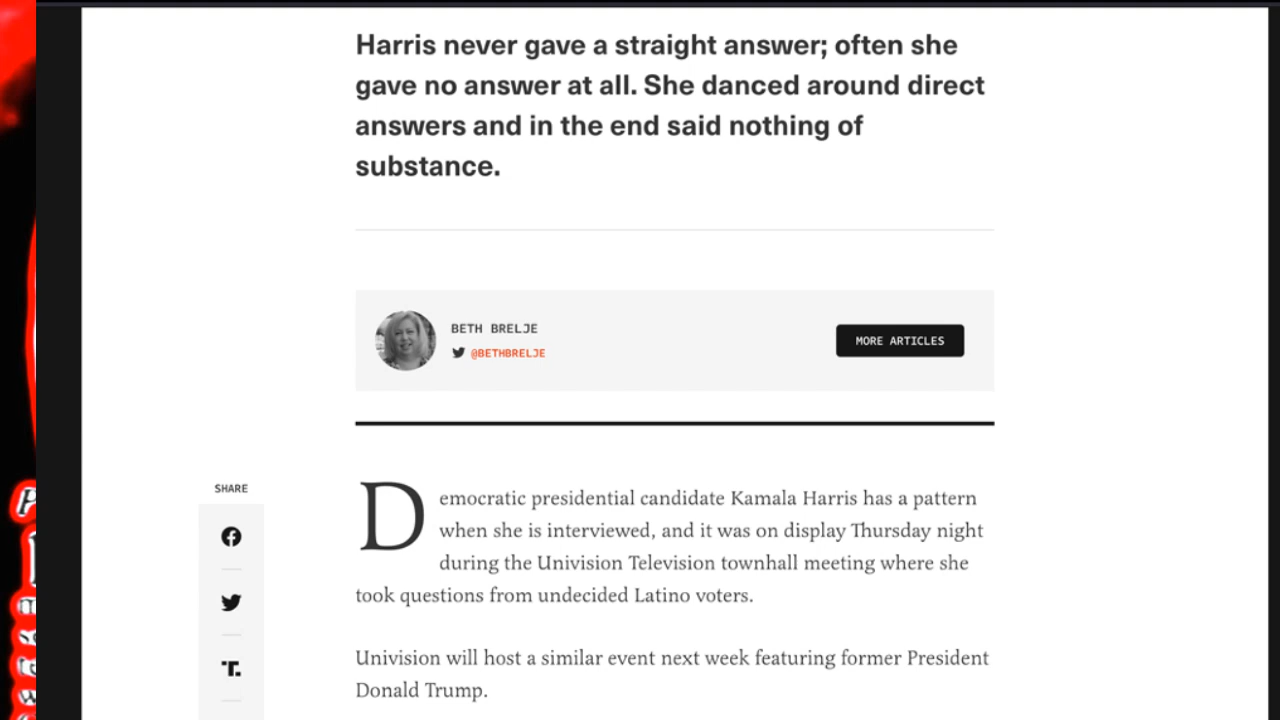 Harris never gave a straight answer; often she
gave no answer at all. She danced around direct
answers and in the end said nothing of
substance.
BETH BRELJE
@BETHBRELJE
MORE ARTICLES
SHARE
Democratic presidential candidate Kamala Harris has a pattern
when she is interviewed, and it was on display Thursday night
during the Univision Television townhall meeting where she
took questions from undecided Latino voters.
Univision will host a similar event next week featuring former President
Donald Trump.